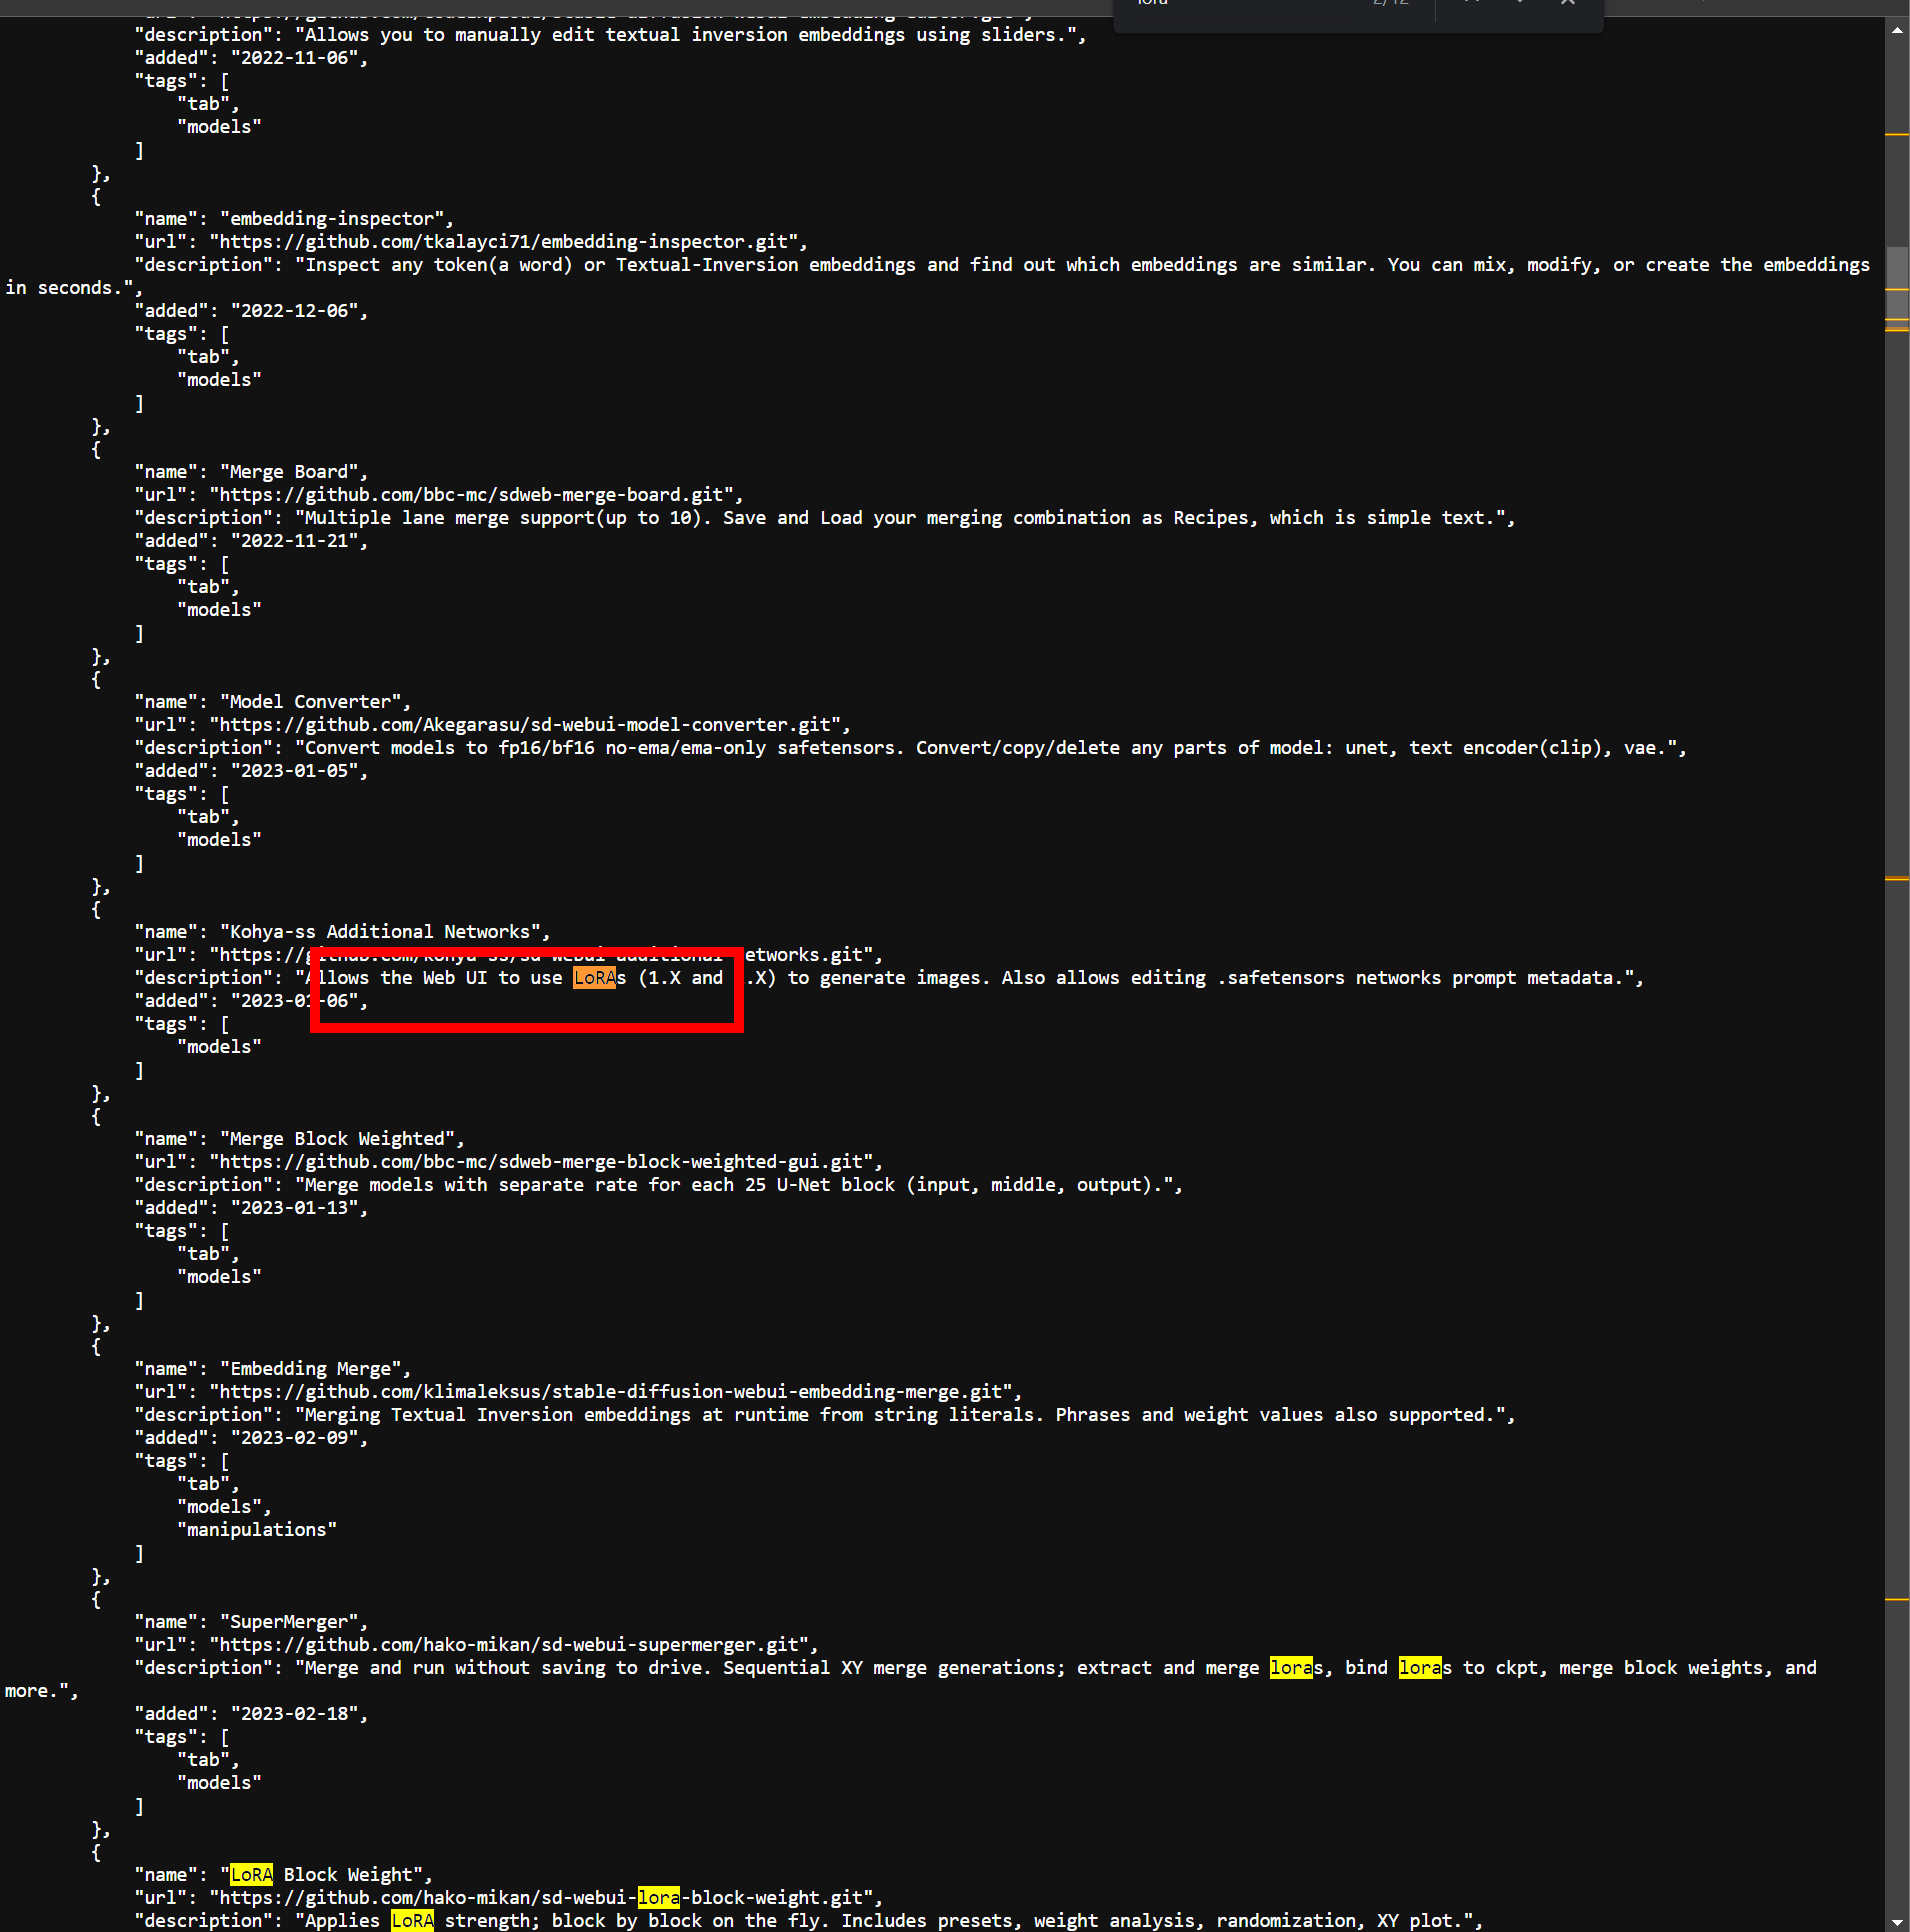 "description": "Allows you to manually edit textual inversion embeddings using sliders.",
"added": "2022-11-06",
"tags": [
"tab",
"models"
]
},
{
"name": "embedding-inspector",
"url": "https://github.com/tkalayci71/embedding-inspector.git",
"description": "Inspect any token(a word) or Textual-Inversion embeddings and find out which embeddings are similar. You can mix, modify, or create the embeddings
in seconds.",
"added": "2022-12-06",
"tags": [
"tab",
"models"
]
},
{
"name": "Merge Board",
"url": "https://github.com/bbc-mc/sdweb-merge-board.git",
"description": "Multiple lane merge support(up to 10). Save and Load your merging combination as Recipes, which is simple text.",
"added": "2022-11-21",
"tags": [
"tab",
"models"
]
},
{
"name": "Model Converter",
"url": "https://github.com/Akegarasu/sd-webui-model-converter.git",
"description": "Convert models to fp16/bf16 no-ema/ema-only safetensors. Convert/copy/delete any parts of model: unet, text encoder(clip), vae.",
"added": "2023-01-05",
"tags": [
"tab",
"models"
]
},
{
"name": "Kohya-ss Additional Networks",
"url": "https://github.com/kohya-ss/sd-webui-additional-networks.git",
"description": "Allows the Web UI to use LoRAs (1.X and .X) to generate images. Also allows editing .safetensors networks prompt metadata.",
"added": "2023-01-06",
"tags": [
"models"
]
},
{
"name": "Merge Block Weighted",
"url": "https://github.com/bbc-mc/sdweb-merge-block-weighted-gui.git",
"description": "Merge models with separate rate for each 25 U-Net block (input, middle, output).",
"added": "2023-01-13",
"tags": [
"tab",
"models"
]
},
{
"name": "Embedding Merge",
"url": "https://github.com/klimaleksus/stable-diffusion-webui-embedding-merge.git",
"description": "Merging Textual Inversion embeddings at runtime from string literals. Phrases and weight values also supported.",
"added": "2023-02-09",
"tags": [
"tab",
"models",
"manipulations"
]
},
{
"name": "SuperMerger",
"url": "https://github.com/hako-mikan/sd-webui-supermerger.git",
"description": "Merge and run without saving to drive. Sequential XY merge generations; extract and merge loras, bind loras to ckpt, merge block weights, and
more.",
"added": "2023-02-18",
"tags": [
"tab",
"models"
]
},
{
"name": "LoRA Block Weight",
"url": "https://github.com/hako-mikan/sd-webui-lora-block-weight.git",
"description": "Applies LoRA strength; block by block on the fly. Includes presets, weight analysis, randomization, XY plot.",